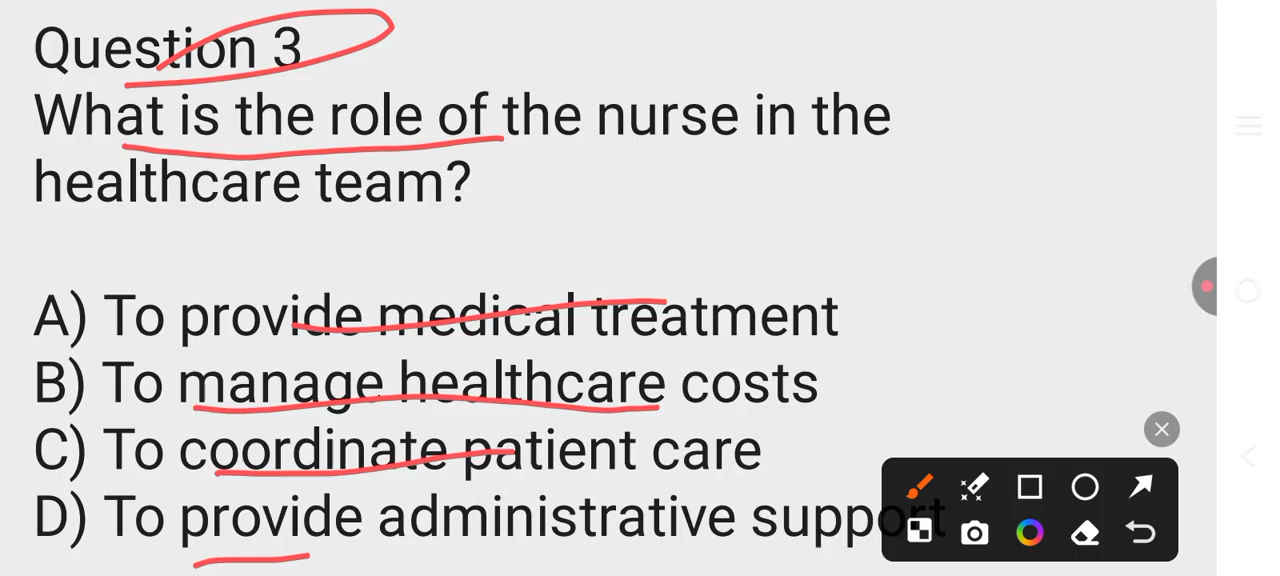 Question 3
What is the role of the nurse in the
healthcare team?
A) To provide medical treatment
B) To manage healthcare costs
C) To coordinate patient care
D) To provide administrative support